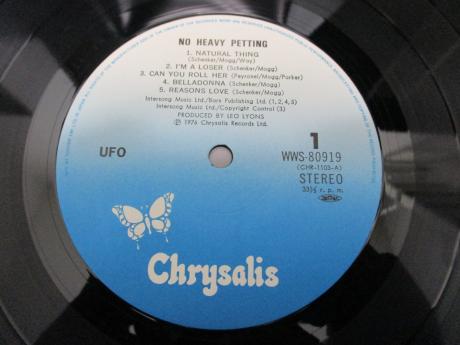 NO HEAVY PETTING
1. NATURAL THING
(Schenker/Mogg/Way)
2. I'M A LOSER (Schenker/Mogg)
3. CAN YOU ROLL HER (Peyronel/Mogg/Parker)
4. BELLADONNA (Schenker/Mogg)
5. REASONS LOVE (Schenker/Mogg)
Intersong Music Ltd./Barn Publishing Ltd. (1,2,4,5)
Intersong Music Ltd./Copyright Control (3)
PRODUCED BY LEO LYONS
℗ 1976 Chrysalis Records Ltd.
UFO
1
WWS-80919
(CHR-1103-A)
STEREO
33⅓ r. p. m.
Chrysalis